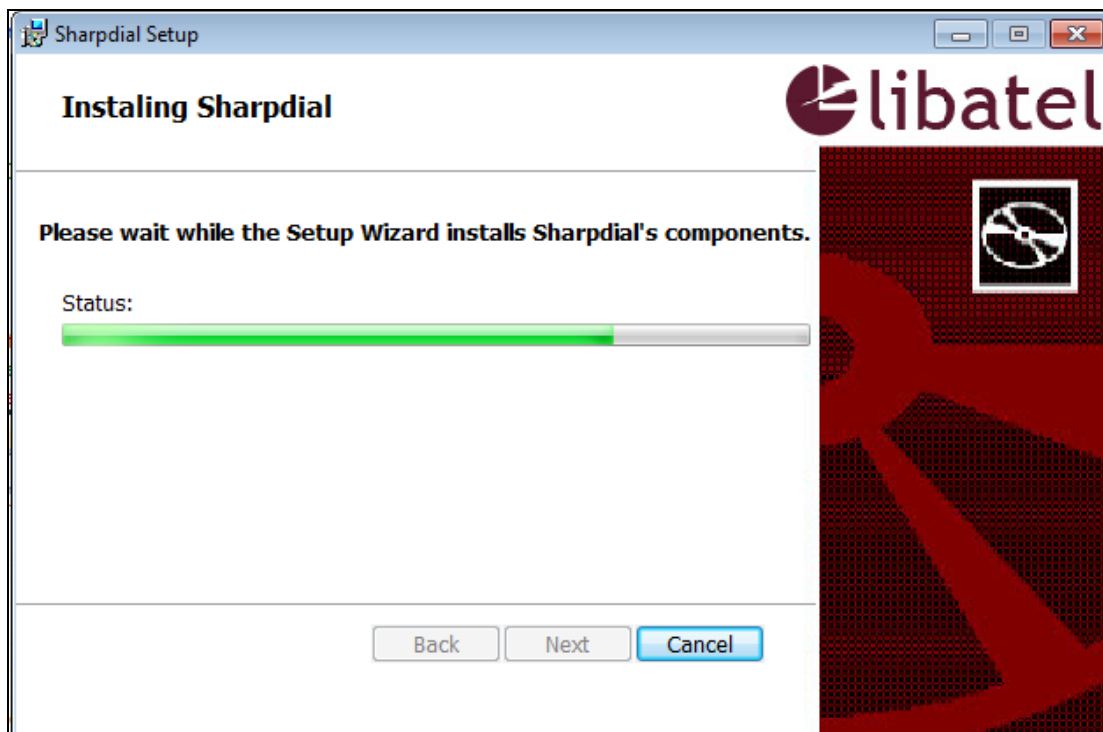 Sharpdial Setup
Instaling Sharpdial
libatel
Please wait while the Setup Wizard installs Sharpdial's components.
Status:
Back
Next
Cancel